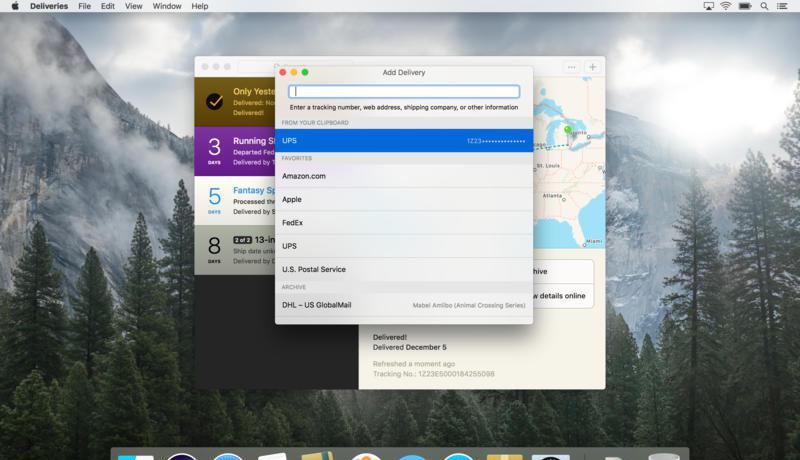 Deliveries File Edit View Window Help
Add Delivery
Enter a tracking number, web address, shipping company, or other information
FROM YOUR CLIPBOARD
UPS 1Z23••••••••••••••
FAVORITES
Amazon.com
Apple
FedEx
UPS
U.S. Postal Service
ARCHIVE
DHL – US GlobalMail Mabel Amiibo (Animal Crossing Series)
Only Yeste
Delivered: No
Delivered!
3 DAYS
Running S
Departed Fed
Delivered by T
5 DAYS
Fantasy Sp
Processed thr
Delivered by S
8 DAYS
2 of 2 13-in
Ship date unk
Delivered by D
Toronto
cago
St. Louis
Atlanta
Miami
hive
w details online
Delivered!
Delivered December 5
Refreshed a moment ago
Tracking No.: 1Z23E5000184255098